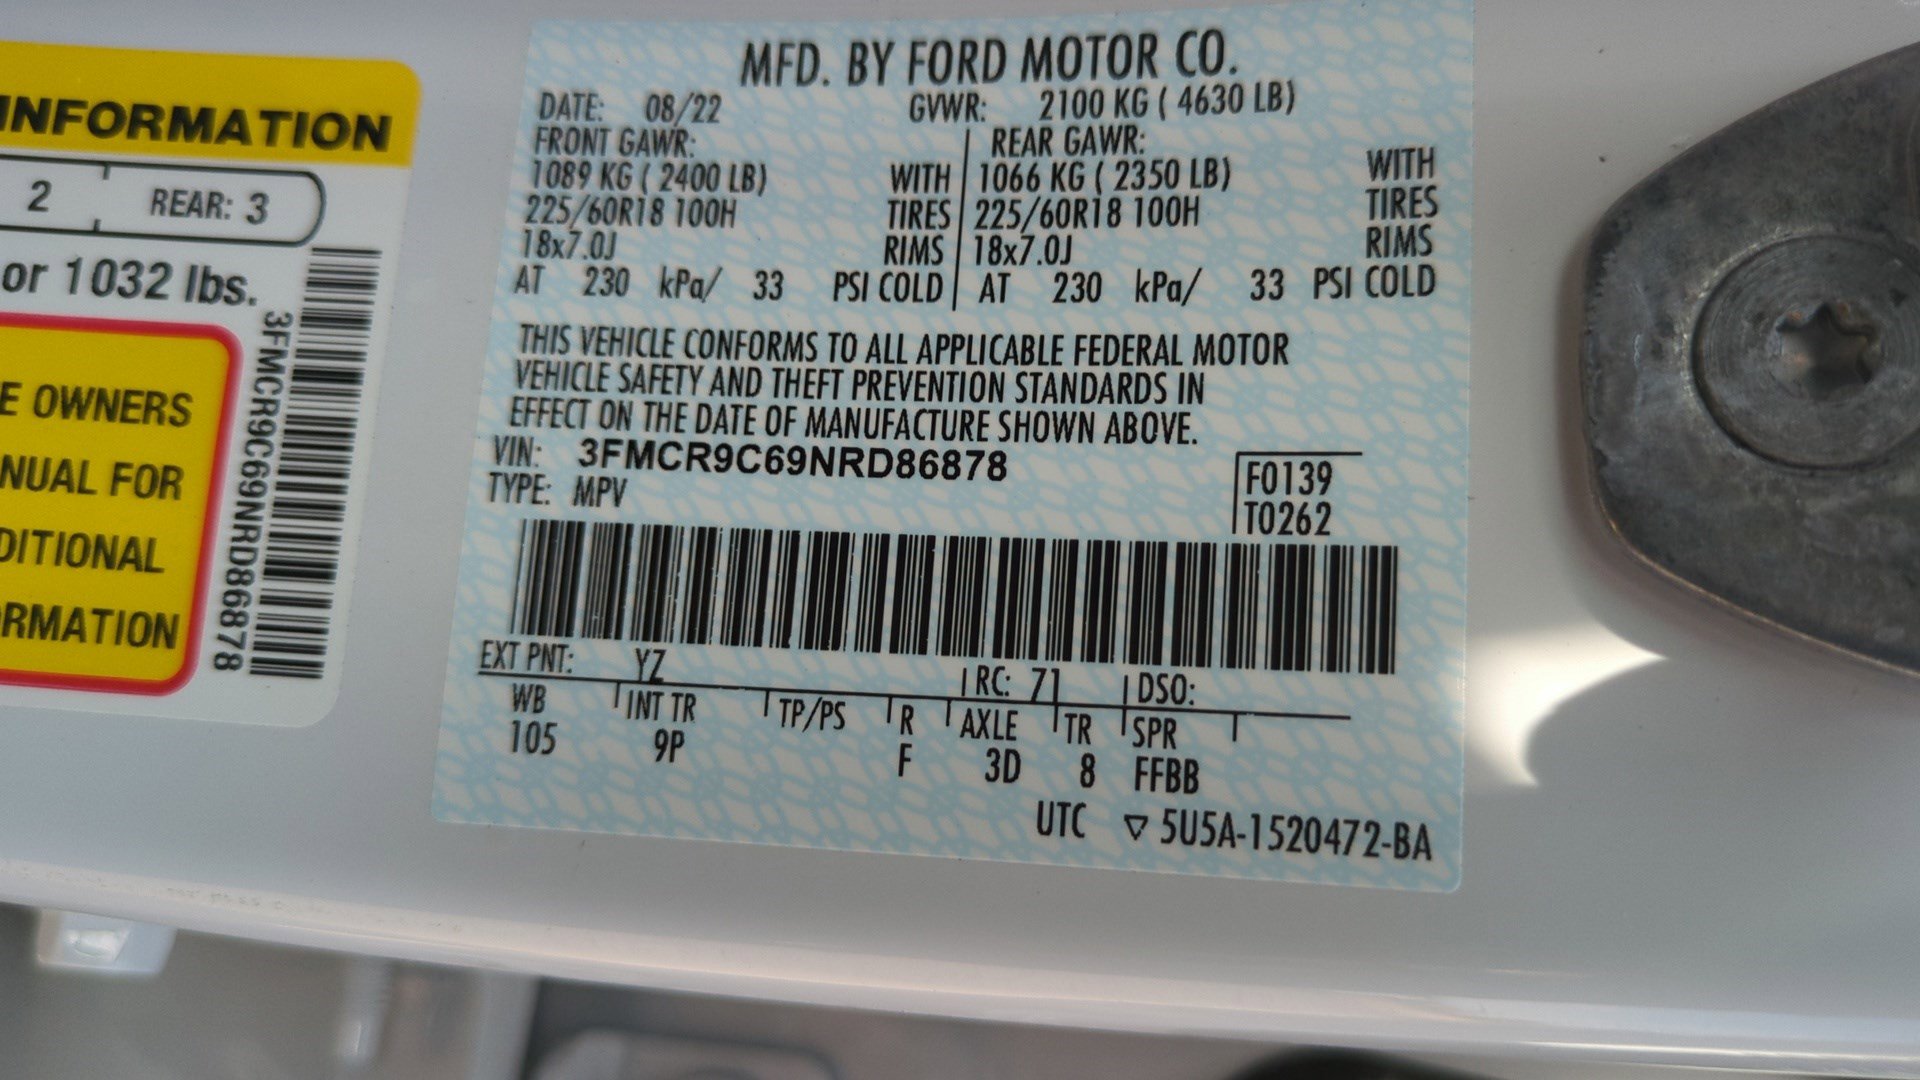 INFORMATION
2 REAR: 3
or 1032 lbs.
E OWNERS
NUAL FOR
DITIONAL
RMATION
3FMCR9C69NRD86878
MFD. BY FORD MOTOR CO.
DATE: 08/22 GVWR: 2100 KG ( 4630 LB)
FRONT GAWR: REAR GAWR:
1089 KG ( 2400 LB) WITH 1066 KG ( 2350 LB) WITH
225/60R18 100H TIRES 225/60R18 100H TIRES
18x7.0J RIMS 18x7.0J RIMS
AT 230 kPa/ 33 PSI COLD AT 230 kPa/ 33 PSI COLD
THIS VEHICLE CONFORMS TO ALL APPLICABLE FEDERAL MOTOR
VEHICLE SAFETY AND THEFT PREVENTION STANDARDS IN
EFFECT ON THE DATE OF MANUFACTURE SHOWN ABOVE.
VIN: 3FMCR9C69NRD86878
TYPE: MPV
F0139
T0262
EXT PNT: YZ RC: 71 DSO:
WB INT TR TP/PS R AXLE TR SPR
105 9P F 3D 8 FFBB
UTC ▽ 5U5A-1520472-BA